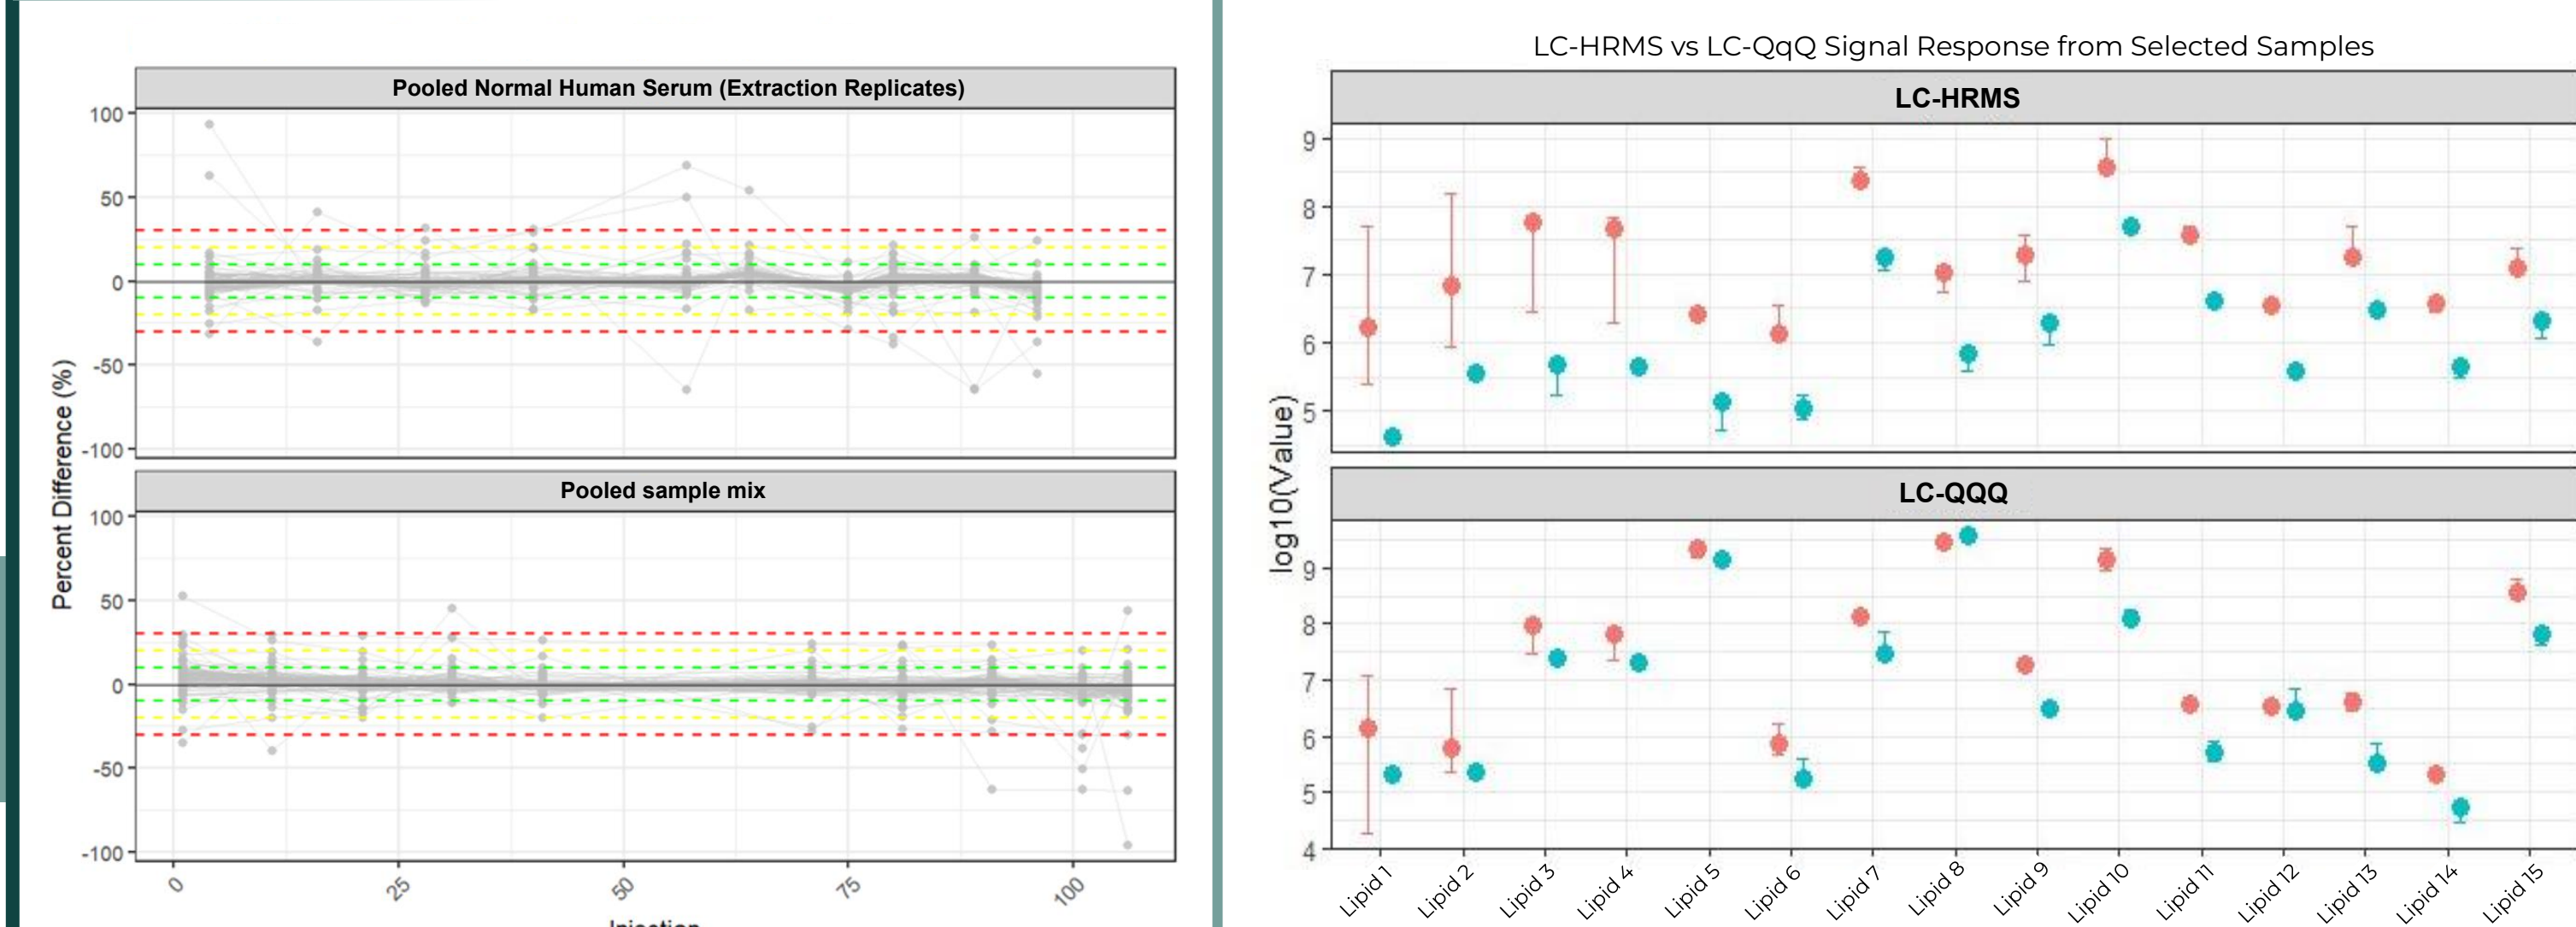 Pooled Normal Human Serum (Extraction Replicates)
100
50
0
-50
-100
Percent Difference (%)
Pooled sample mix
100
50
0
-50
-100
0
25
50
75
100
Injection
LC-HRMS vs LC-QqQ Signal Response from Selected Samples
LC-HRMS
9
8
7
6
5
log10(Value)
LC-QQQ
9
8
7
6
5
4
Lipid 1
Lipid 2
Lipid 3
Lipid 4
Lipid 5
Lipid 6
Lipid 7
Lipid 8
Lipid 9
Lipid 10
Lipid 11
Lipid 12
Lipid 13
Lipid 14
Lipid 15